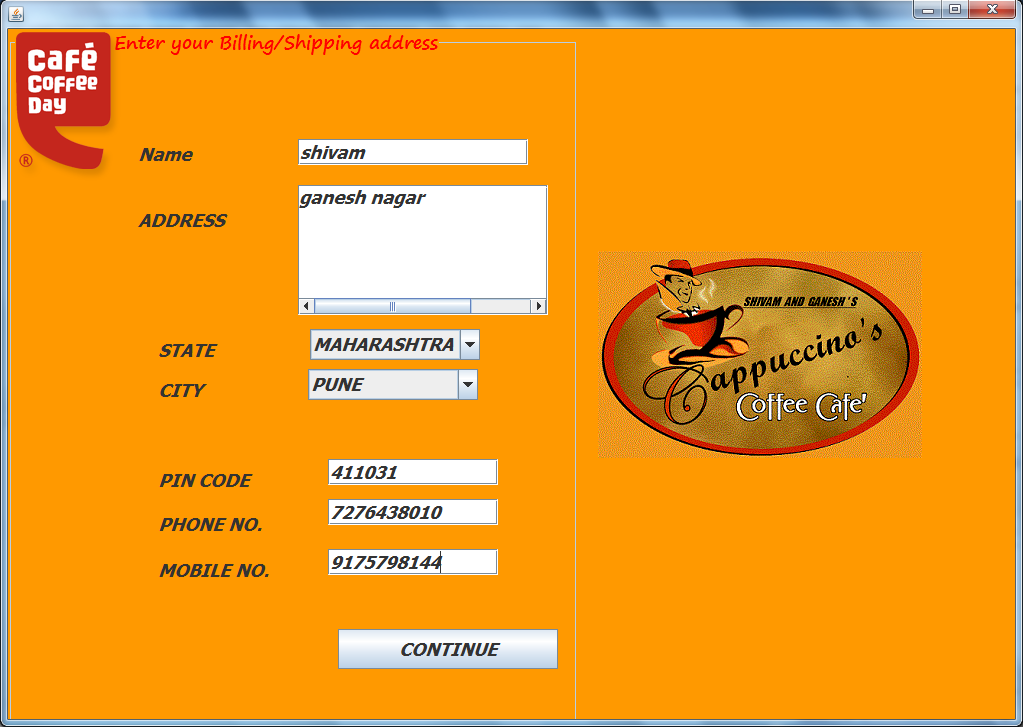 Enter your Billing/Shipping address
café
coffee
Day
®
Name
shivam
ADDRESS
ganesh nagar
STATE
MAHARASHTRA
CITY
PUNE
PIN CODE
411031
PHONE NO.
7276438010
MOBILE NO.
9175798144
CONTINUE
SHIVAM AND GANESH'S
Cappuccino's
Coffee Cafe'